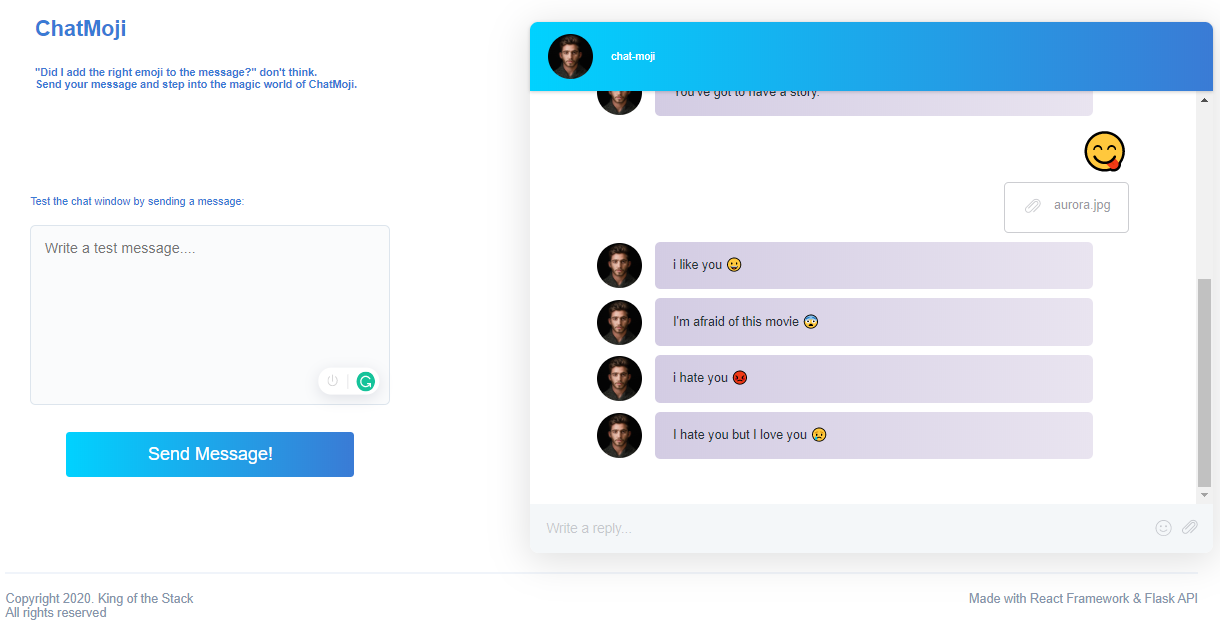 ChatMoji
"Did I add the right emoji to the message?" don't think.
Send your message and step into the magic world of ChatMoji.
Test the chat window by sending a message:
Write a test message....
Send Message!
chat-moji
You've got to have a story.
😋
aurora.jpg
i like you 😀
I'm afraid of this movie 😨
i hate you 😡
I hate you but I love you 😥
Write a reply...
Copyright 2020. King of the Stack
All rights reserved
Made with React Framework & Flask API